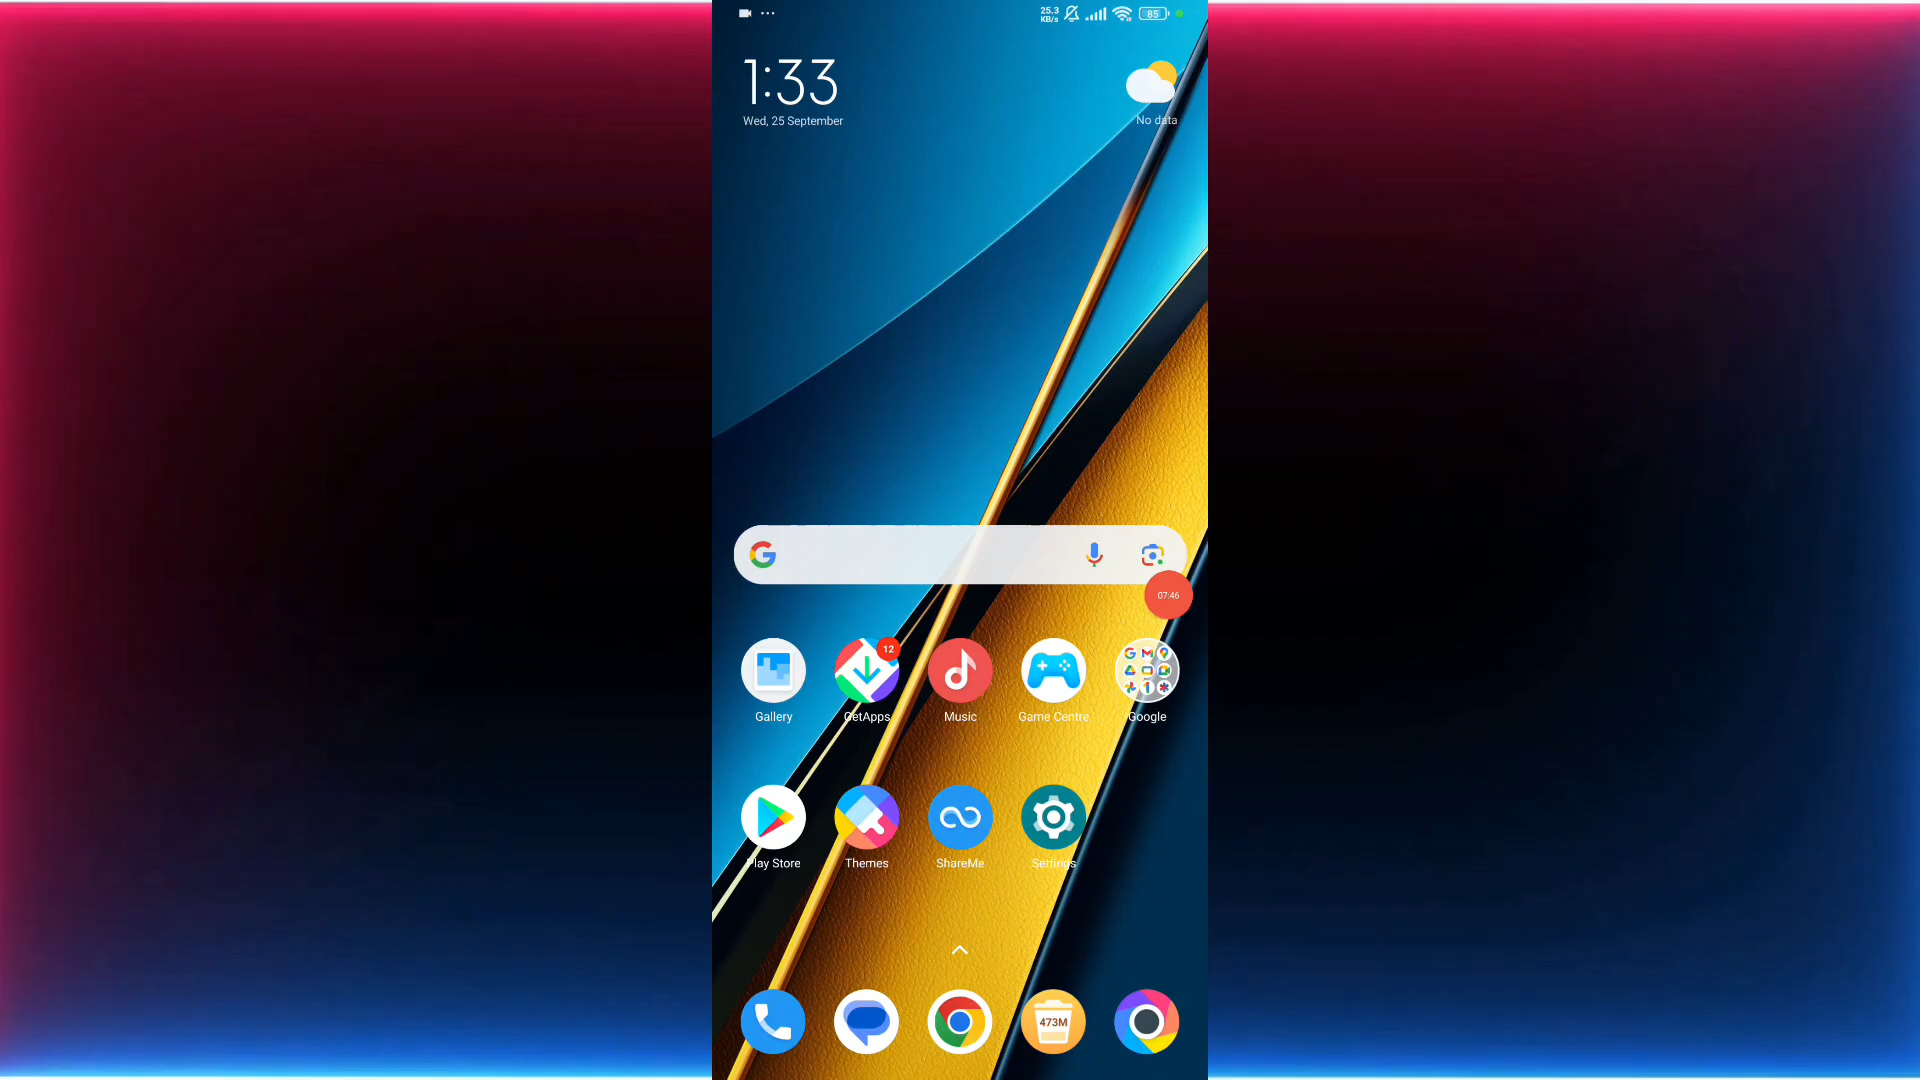 25.3
KB/s
85
1:33
Wed, 25 September
No data
07:46
12
Gallery
GetApps
Music
Game Centre
Google
Play Store
Themes
ShareMe
Settings
473M